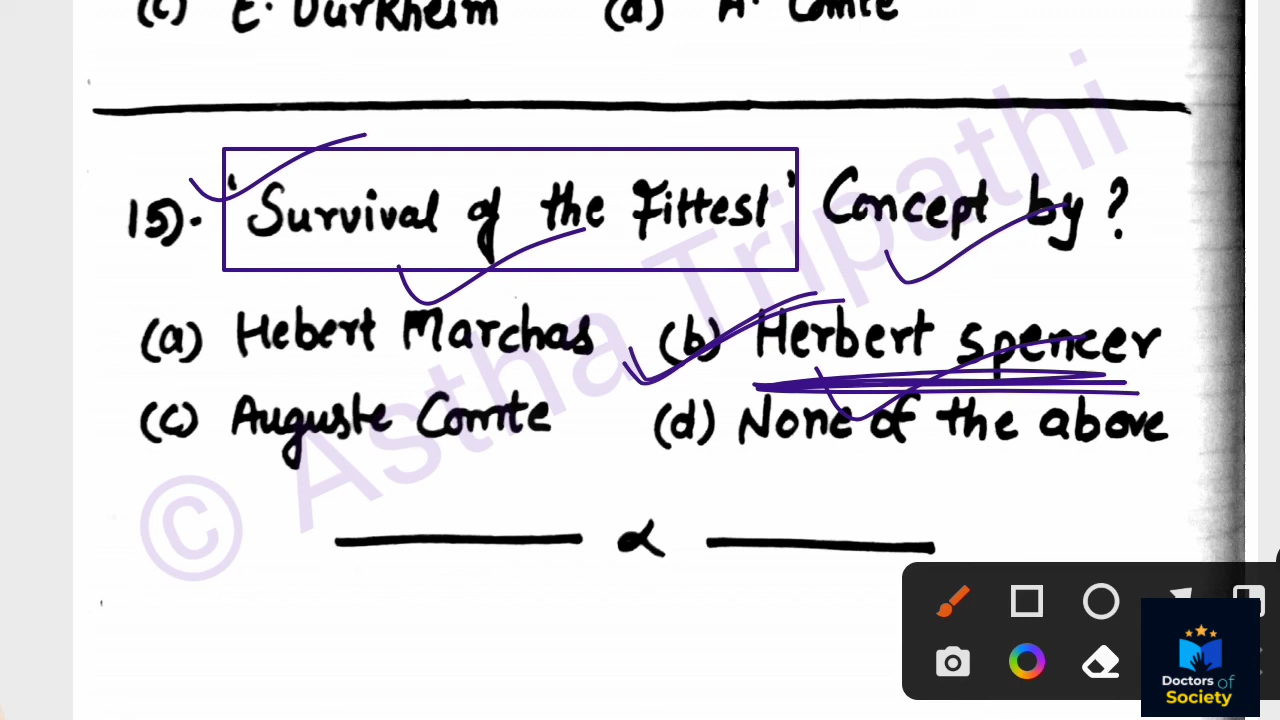 (c) E. Durkheim (d) A. Comte
15). 'Survival of the Fittest' Concept by?
(a) Hebert Marchas (b) Herbert spencer
(c) Auguste Comte (d) None of the above
© Astha Tripathi
Doctors of
Society